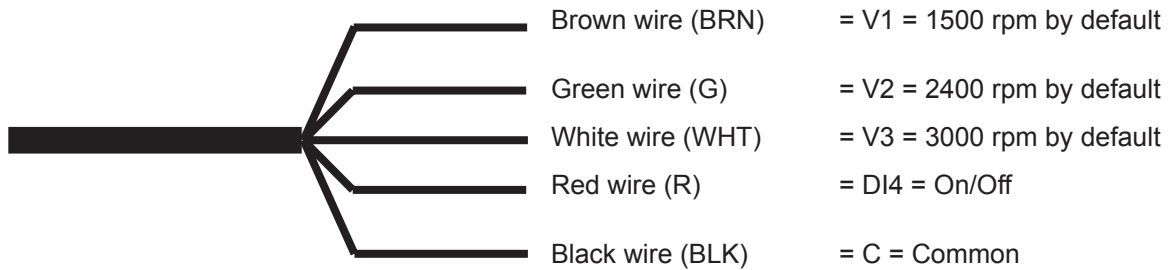 Brown wire (BRN) = V1 = 1500 rpm by default
Green wire (G) = V2 = 2400 rpm by default
White wire (WHT) = V3 = 3000 rpm by default
Red wire (R) = DI4 = On/Off
Black wire (BLK) = C = Common